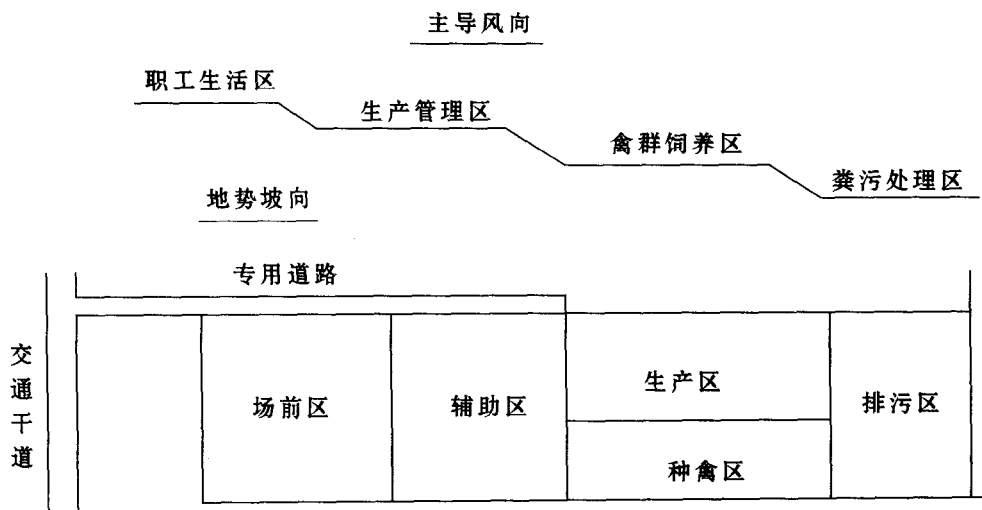 主导风向
职工生活区
生产管理区
禽群饲养区
粪污处理区
地势坡向
专用道路
交通干道
场前区
辅助区
生产区
种禽区
排污区